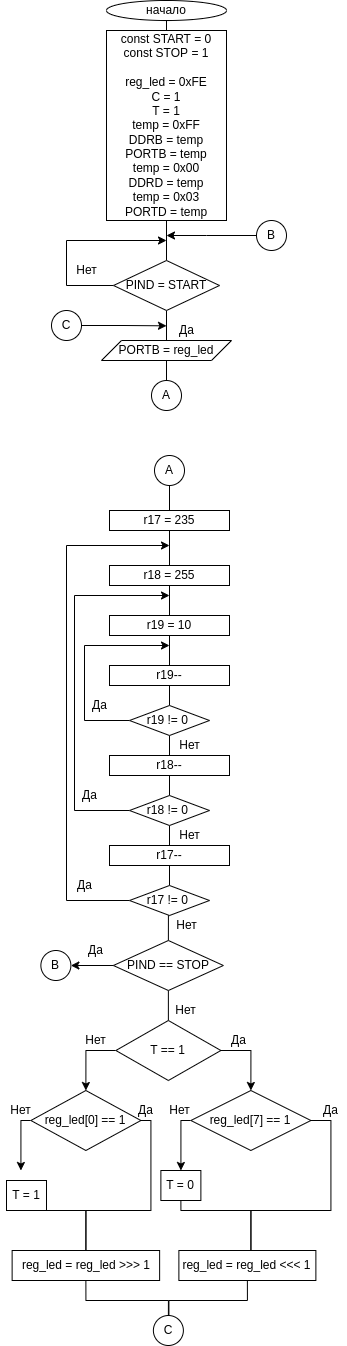 начало
const START = 0
const STOP = 1
reg_led = 0xFE
C = 1
T = 1
temp = 0xFF
DDRB = temp
PORTB = temp
temp = 0x00
DDRD = temp
temp = 0x03
PORTD = temp
B
Нет
PIND = START
C
Да
PORTB = reg_led
A
A
r17 = 235
r18 = 255
r19 = 10
r19--
Да
r19 != 0
Нет
r18--
Да
r18 != 0
Нет
r17--
Да
r17 != 0
Нет
Да
B
PIND == STOP
Нет
Нет
T == 1
Да
Нет
reg_led[0] == 1
Да
Нет
reg_led[7] == 1
Да
T = 1
T = 0
reg_led = reg_led >>> 1
reg_led = reg_led <<< 1
C